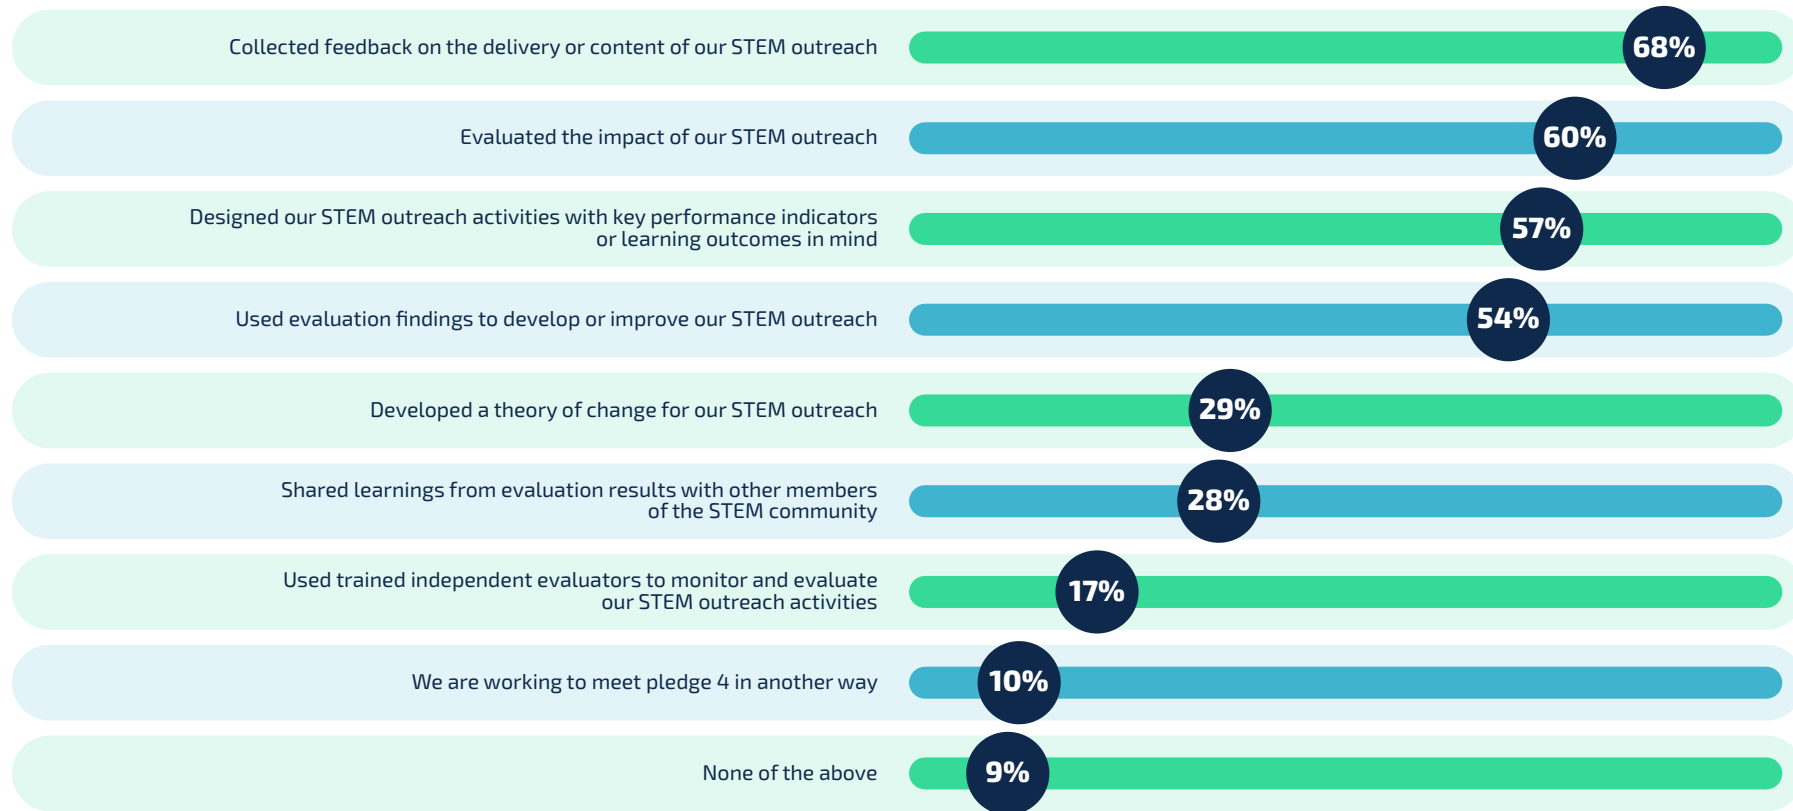 Collected feedback on the delivery or content of our STEM outreach
68%
Evaluated the impact of our STEM outreach
60%
Designed our STEM outreach activities with key performance indicators
or learning outcomes in mind
57%
Used evaluation findings to develop or improve our STEM outreach
54%
Developed a theory of change for our STEM outreach
29%
Shared learnings from evaluation results with other members
of the STEM community
28%
Used trained independent evaluators to monitor and evaluate
our STEM outreach activities
17%
We are working to meet pledge 4 in another way
10%
None of the above
9%